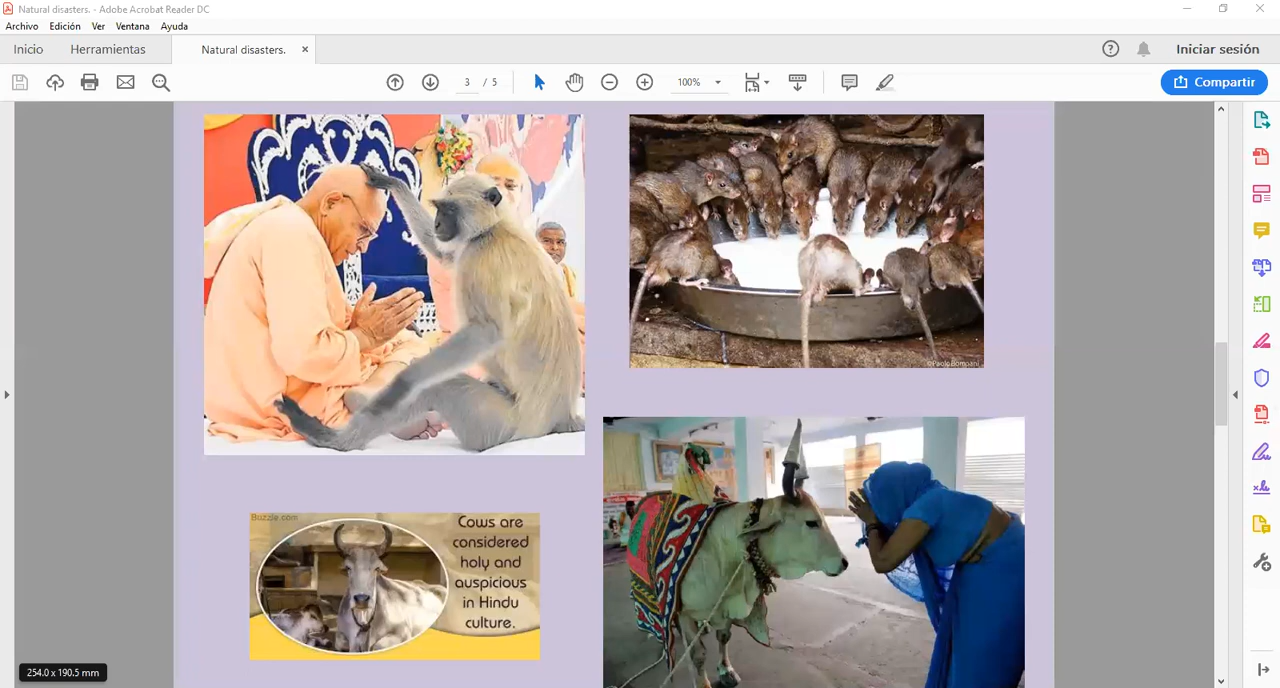 Natural disasters. - Adobe Acrobat Reader DC
Archivo Edición Ver Ventana Ayuda
Inicio Herramientas Natural disasters. × Iniciar sesión
3 / 5 100% Compartir
©Paolo Bompani
Buzzle.com
Cows are
considered
holy and
auspicious
in Hindu
culture.
254.0 x 190.5 mm